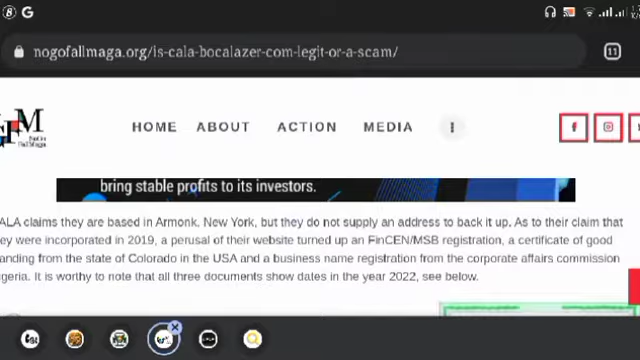 nogofallmaga.org/is-cala-bocalazer-com-legit-or-a-scam/
11
HOME ABOUT ACTION MEDIA
bring stable profits to its investors.
ALA claims they are based in Armonk. New York, but they do not supply an address to back it up. As to their claim that
ey were incorporated in 2019, a perusal of their website turned up an FinCEN/MSB registration, a certificate of good
anding from the state of Colorado in the USA and a business name registration from the corporate affairs commission
igeria. It is worthy to note that all three documents show dates in the year 2022, see below.